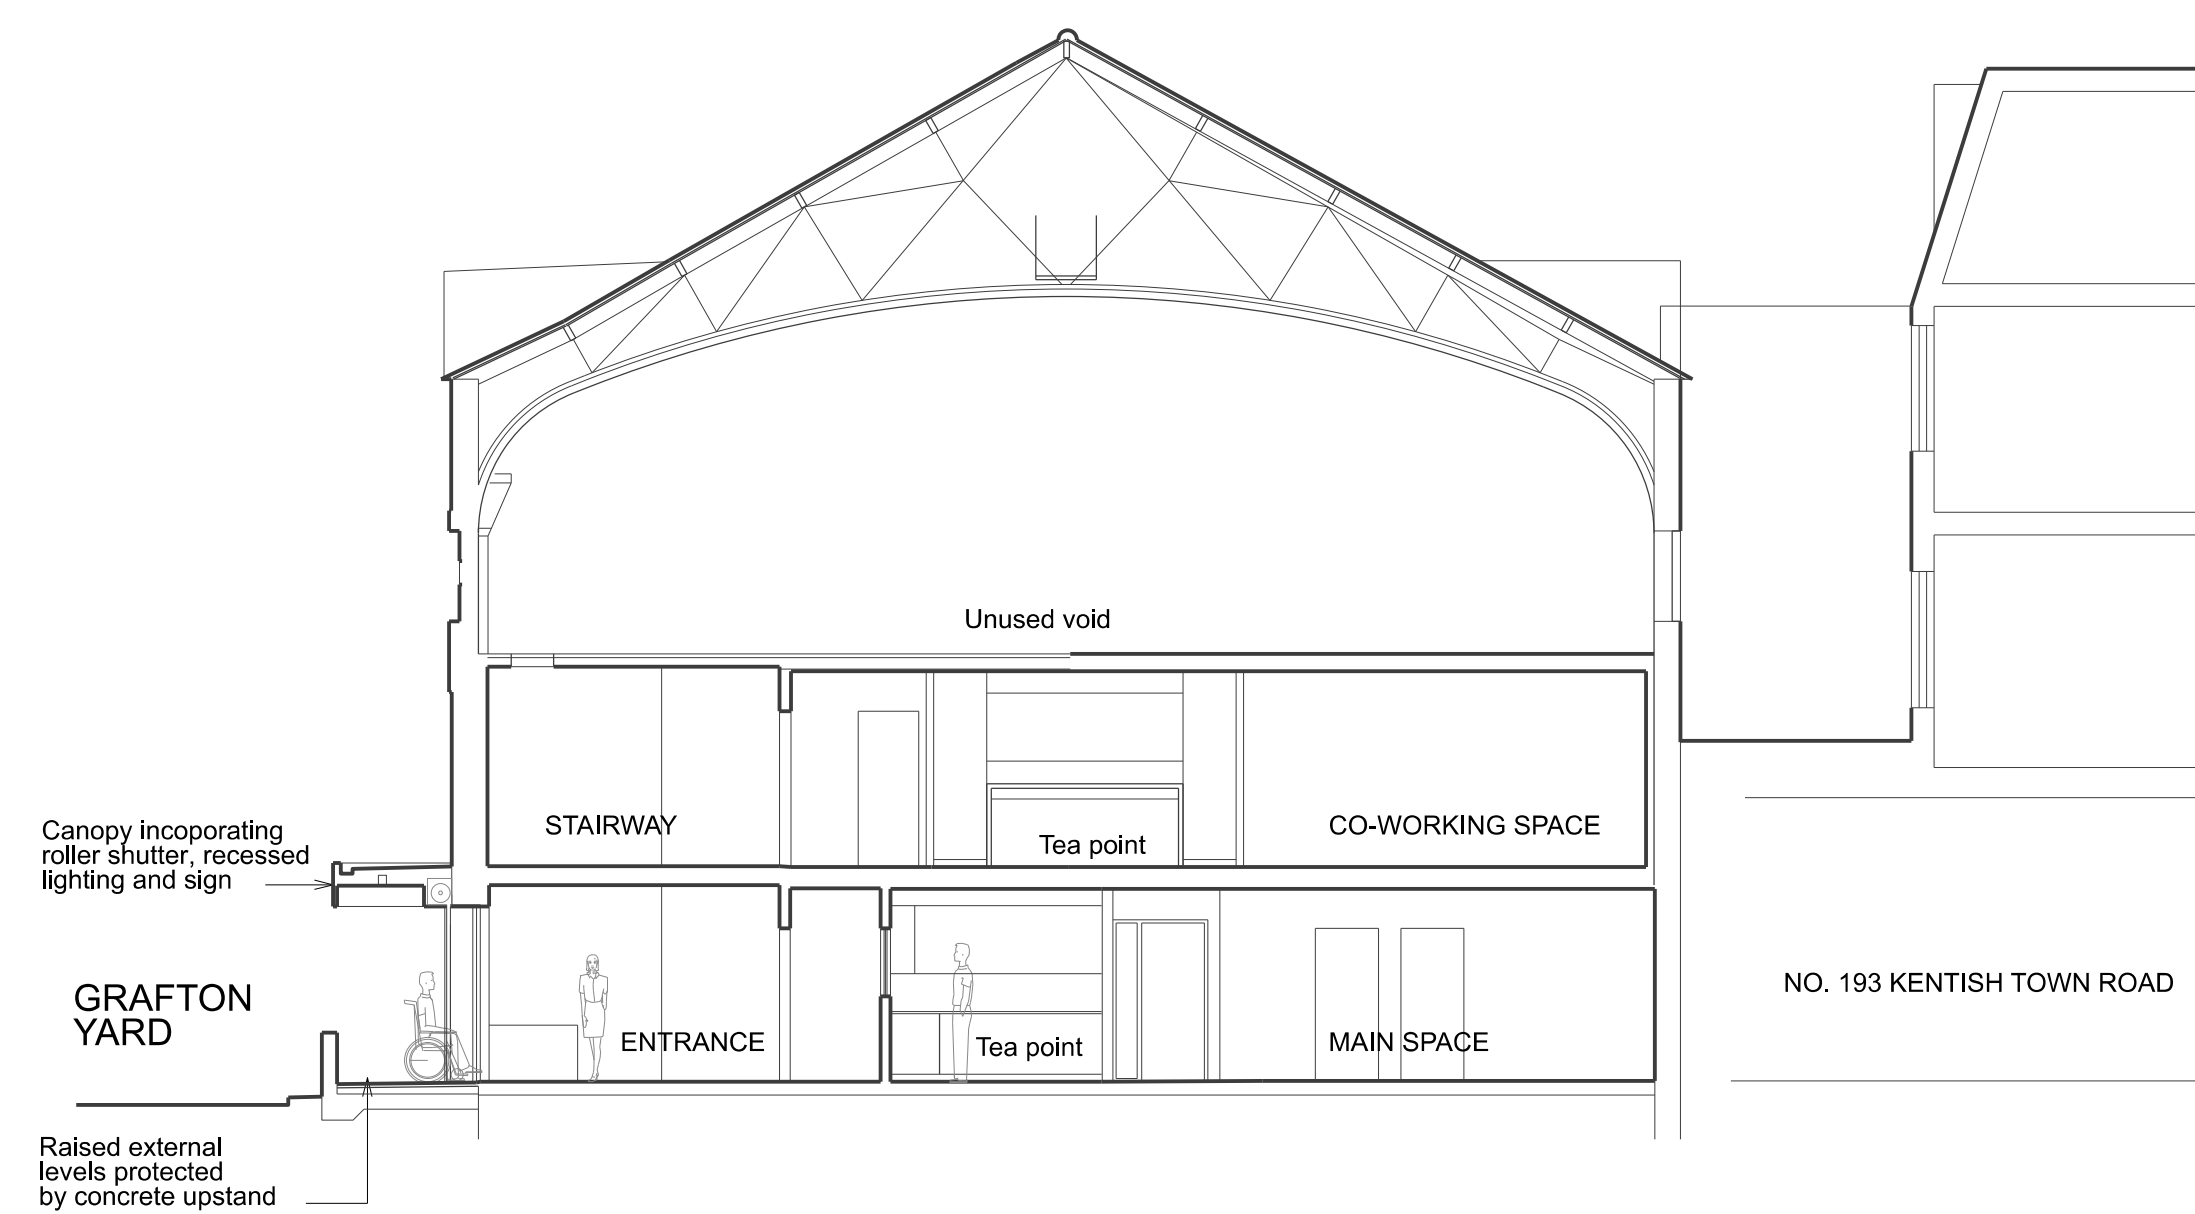 Unused void
STAIRWAY
CO-WORKING SPACE
Tea point
Canopy incoporating
roller shutter, recessed
lighting and sign
GRAFTON
YARD
ENTRANCE
Tea point
MAIN SPACE
NO. 193 KENTISH TOWN ROAD
Raised external
levels protected
by concrete upstand